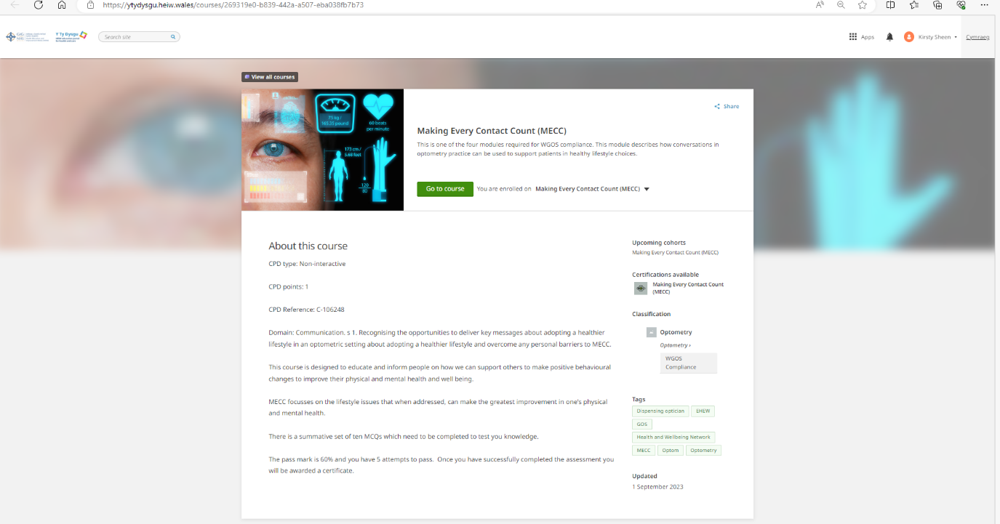 https://ytydysgu.heiw.wales/courses/269319e0-b839-442a-a507-eba038fb7b73
Y Ty Dysgu
Search site
Apps
Kirsty Sheen
Cymraeg
View all courses
75 kg /
165.35 pound
60 beats
per minute
173 cm /
5.68 feet
120
80
Share
Making Every Contact Count (MECC)
This is one of the four modules required for WGOS compliance. This module describes how conversations in
optometry practice can be used to support patients in healthy lifestyle choices.
Go to course
You are enrolled on Making Every Contact Count (MECC)
About this course
CPD type: Non-interactive
CPD points: 1
CPD Reference: C-106248
Domain: Communication. s 1. Recognising the opportunities to deliver key messages about adopting a healthier
lifestyle in an optometric setting about adopting a healthier lifestyle and overcome any personal barriers to MECC.
This course is designed to educate and inform people on how we can support others to make positive behavioural
changes to improve their physical and mental health and well being.
MECC focusses on the lifestyle issues that when addressed, can make the greatest improvement in one's physical
and mental health.
There is a summative set of ten MCQs which need to be completed to test you knowledge.
The pass mark is 60% and you have 5 attempts to pass.  Once you have successfully completed the assessment you
will be awarded a certificate.
Upcoming cohorts
Making Every Contact Count (MECC)
Certifications available
Making Every Contact Count
(MECC)
Classification
Optometry
Optometry ›
WGOS
Compliance
Tags
Dispensing optician
EHEW
GOS
Health and Wellbeing Network
MECC
Optom
Optometry
Updated
1 September 2023